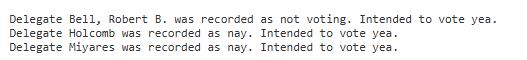 Delegate Bell, Robert B. was recorded as not voting. Intended to vote yea.
Delegate Holcomb was recorded as nay. Intended to vote yea.
Delegate Miyares was recorded as nay. Intended to vote yea.